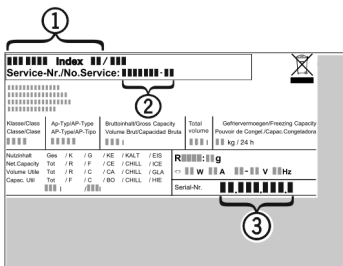 1
Index /
Service-Nr./No.Service: -
2
Klasse/Class Ap-Typ/AP-Type Bruttoinhalt/Gross Capacity Total Gefriervermoegen/Freezing Capacity
Classe/Clase AP-Type/AP-Tipo Volume Brut/Capacidad Bruta volume Pouvoir de Congel./Capac.Congeladora
l l kg / 24 h
Nutzinhalt Ges / K / G / KE / KALT / EIS
Net.Capacity Tot / R / F / CE / CHILL / ICE
Volume Utile Tot / R / C / CA / CHILL / GLA
Capac. Util Tot / F / C / BO / CHILL / HIE
l / l
R : g
W A - V Hz
Serial-Nr. . . .
3